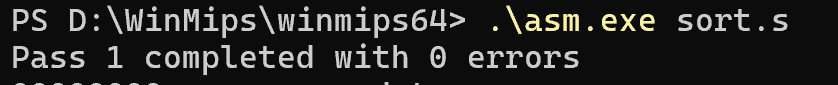 PS D:\WinMips\winmips64> .\asm.exe sort.s
Pass 1 completed with 0 errors